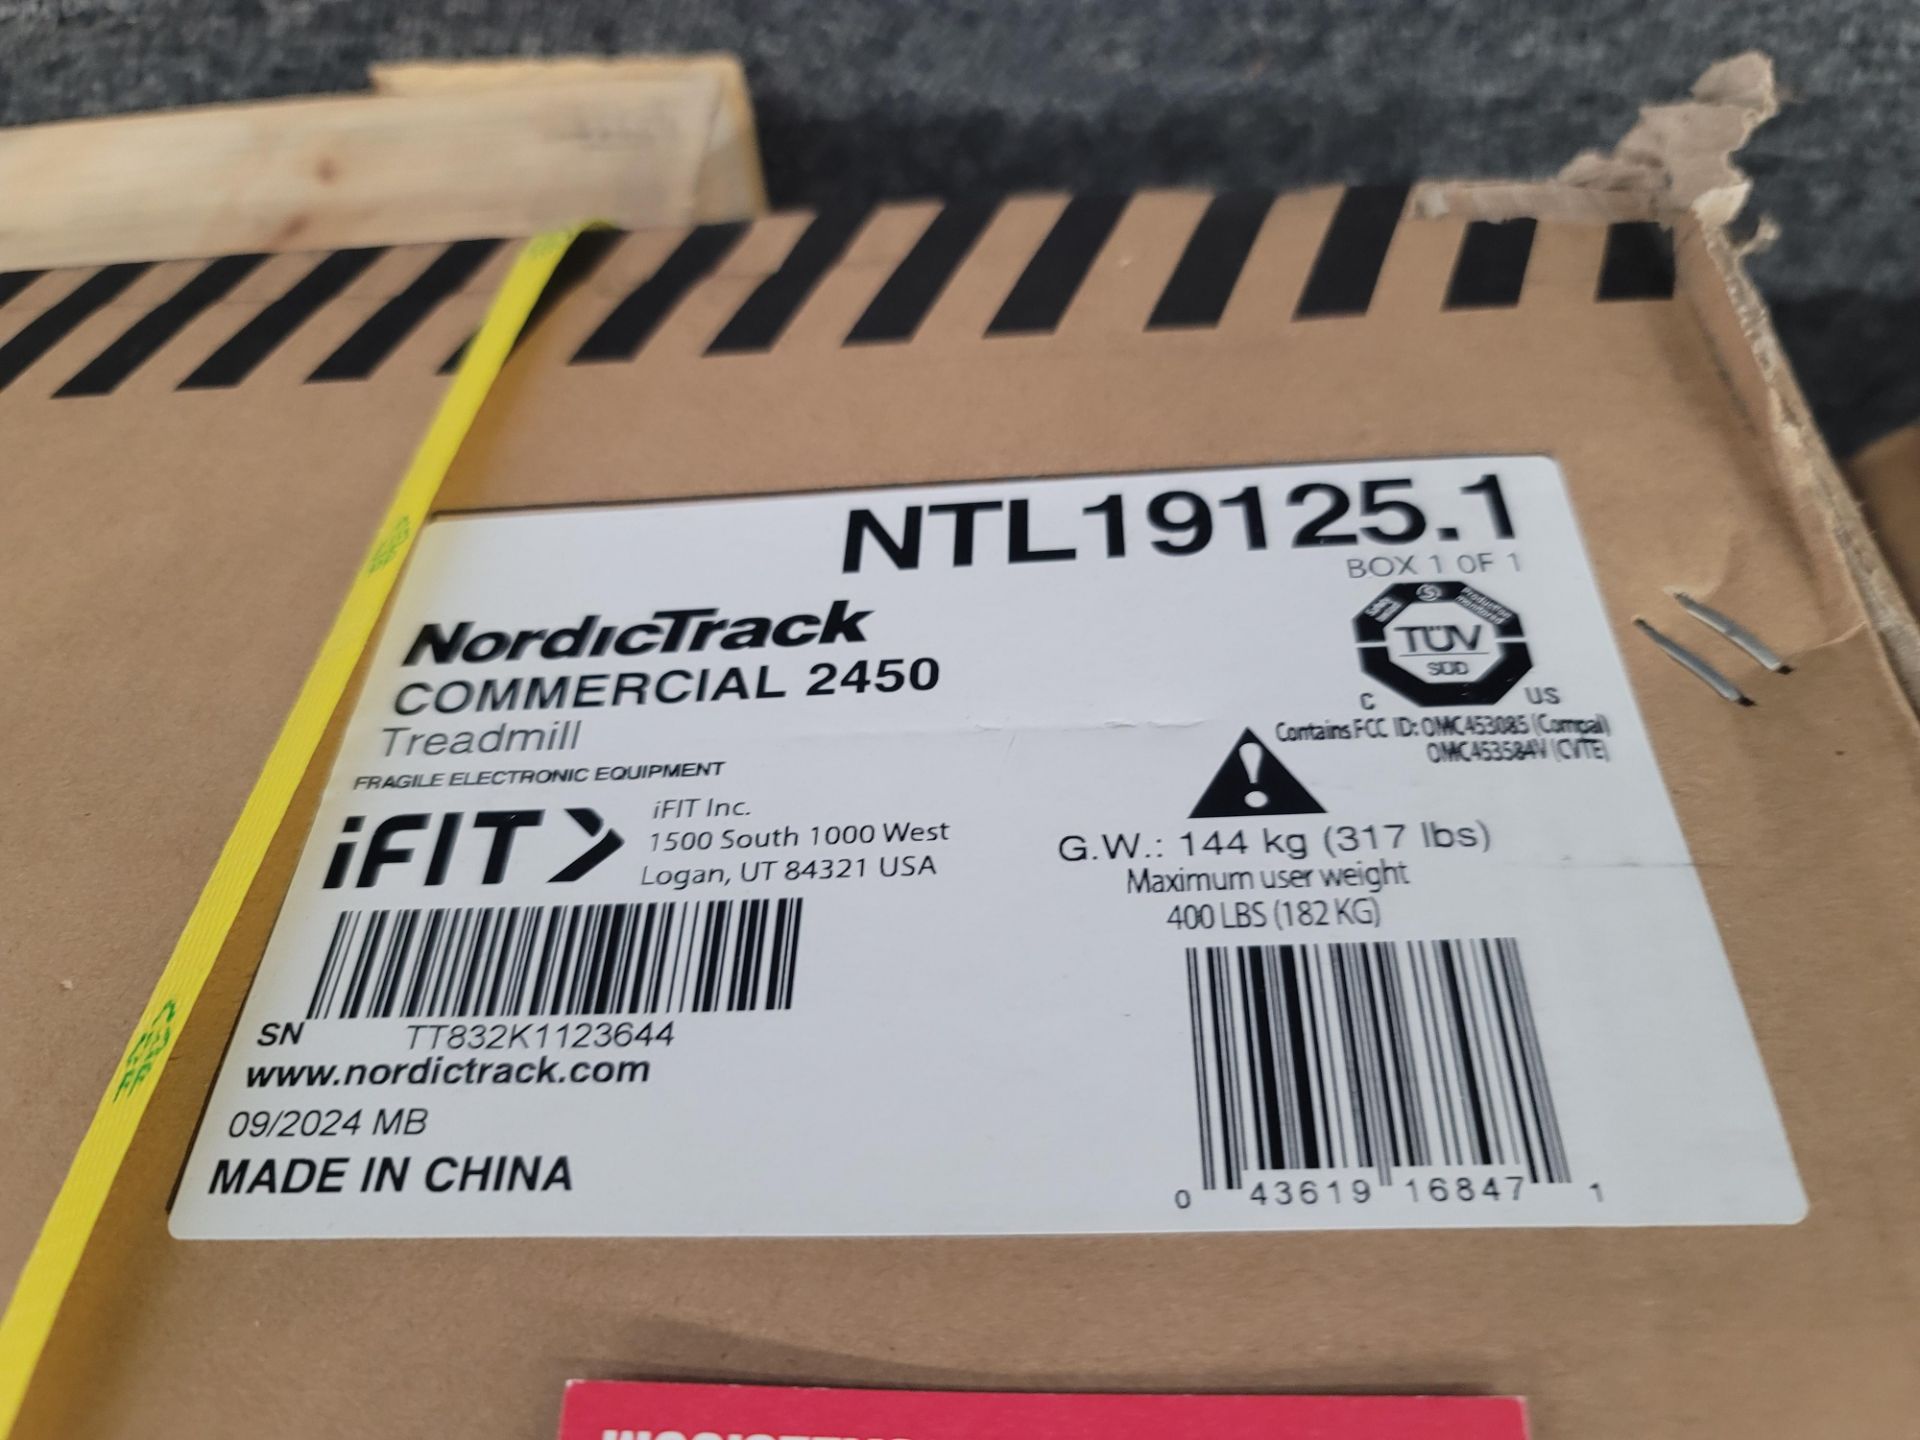 NTL19125.1
BOX 1 OF 1
NordicTrack
COMMERCIAL 2450
Treadmill
FRAGILE ELECTRONIC EQUIPMENT
iFIT
iFIT Inc.
1500 South 1000 West
Logan, UT 84321 USA
SN TT832K1123644
www.nordictrack.com
09/2024 MB
MADE IN CHINA
Production monitored
TÜV
SÜD
C US
Contains FCC ID: OMC453085 (Compal)
OMC453584V (CVTE)
G.W.: 144 kg (317 lbs)
Maximum user weight
400 LBS (182 KG)
0 43619 16847 1